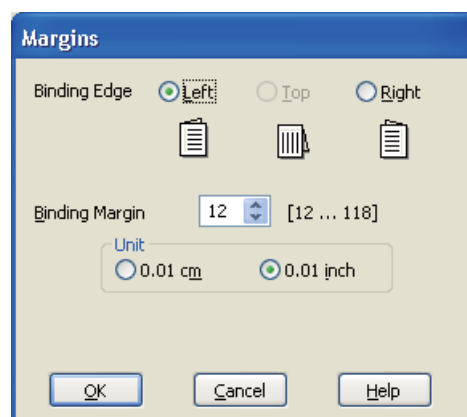 Margins
Binding Edge Left Top Right
Binding Margin 12 [12 ... 118]
Unit
0.01 cm 0.01 inch
OK Cancel Help